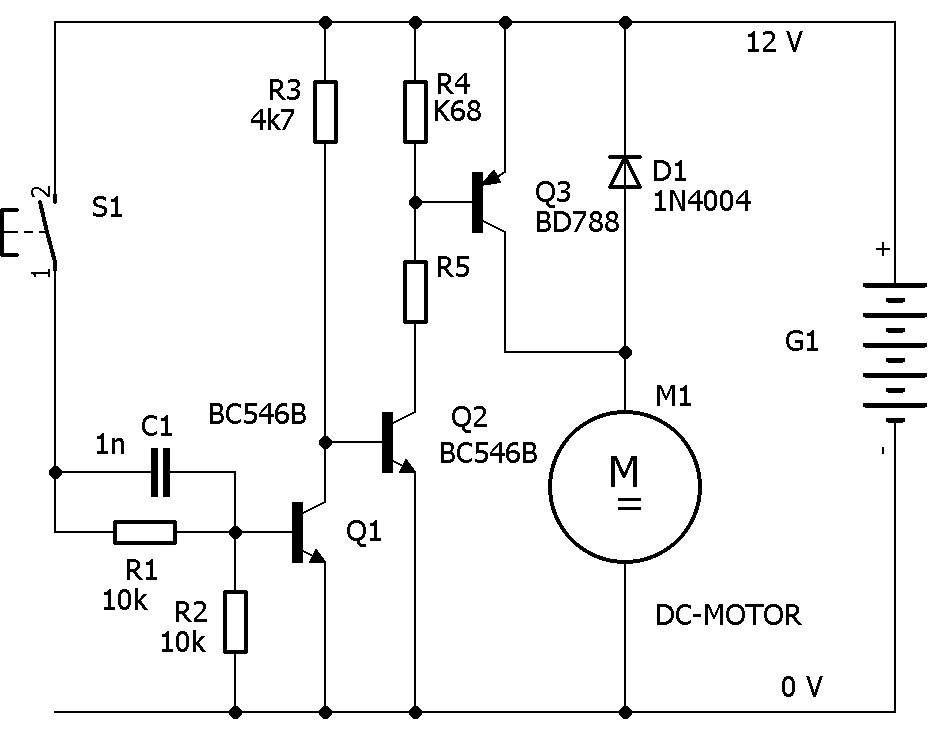 12 V
R3
4k7
R4
K68
2
S1
1
Q3
BD788
D1
1N4004
R5
+
G1
-
M1
BC546B
Q2
BC546B
C1
1n
M
=
Q1
R1
10k
R2
10k
DC-MOTOR
0 V